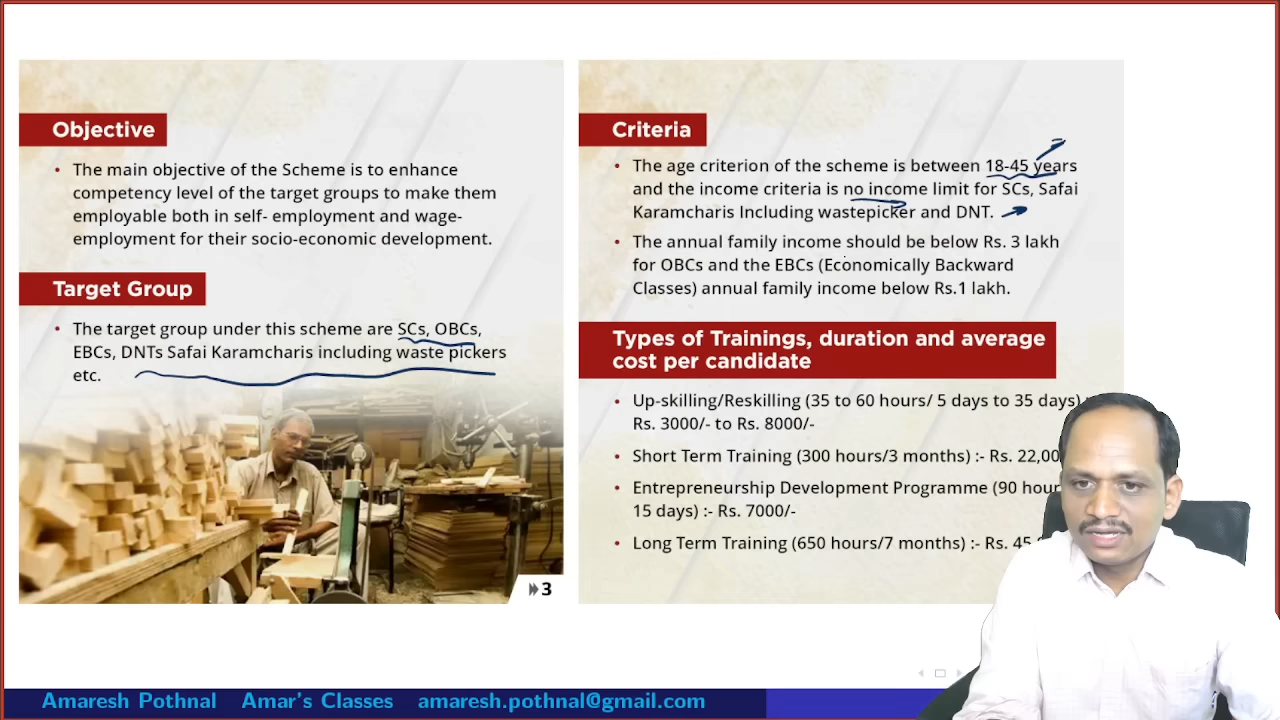 Objective
• The main objective of the Scheme is to enhance
competency level of the target groups to make them
employable both in self- employment and wage-
employment for their socio-economic development.
Target Group
• The target group under this scheme are SCs, OBCs,
EBCs, DNTs Safai Karamcharis including waste pickers
etc.
3
Criteria
• The age criterion of the scheme is between 18-45 years
and the income criteria is no income limit for SCs, Safai
Karamcharis Including wastepicker and DNT.
• The annual family income should be below Rs. 3 lakh
for OBCs and the EBCs (Economically Backward
Classes) annual family income below Rs.1 lakh.
Types of Trainings, duration and average
cost per candidate
• Up-skilling/Reskilling (35 to 60 hours/ 5 days to 35 days)
Rs. 3000/- to Rs. 8000/-
• Short Term Training (300 hours/3 months) :- Rs.
• Entrepreneurship Development Programme (90
15 days) :- Rs. 7000/-
• Long Term Training (650 hours/7 months) :- Rs.
Amaresh Pothnal Amar's Classes amaresh.pothnal@gmail.com